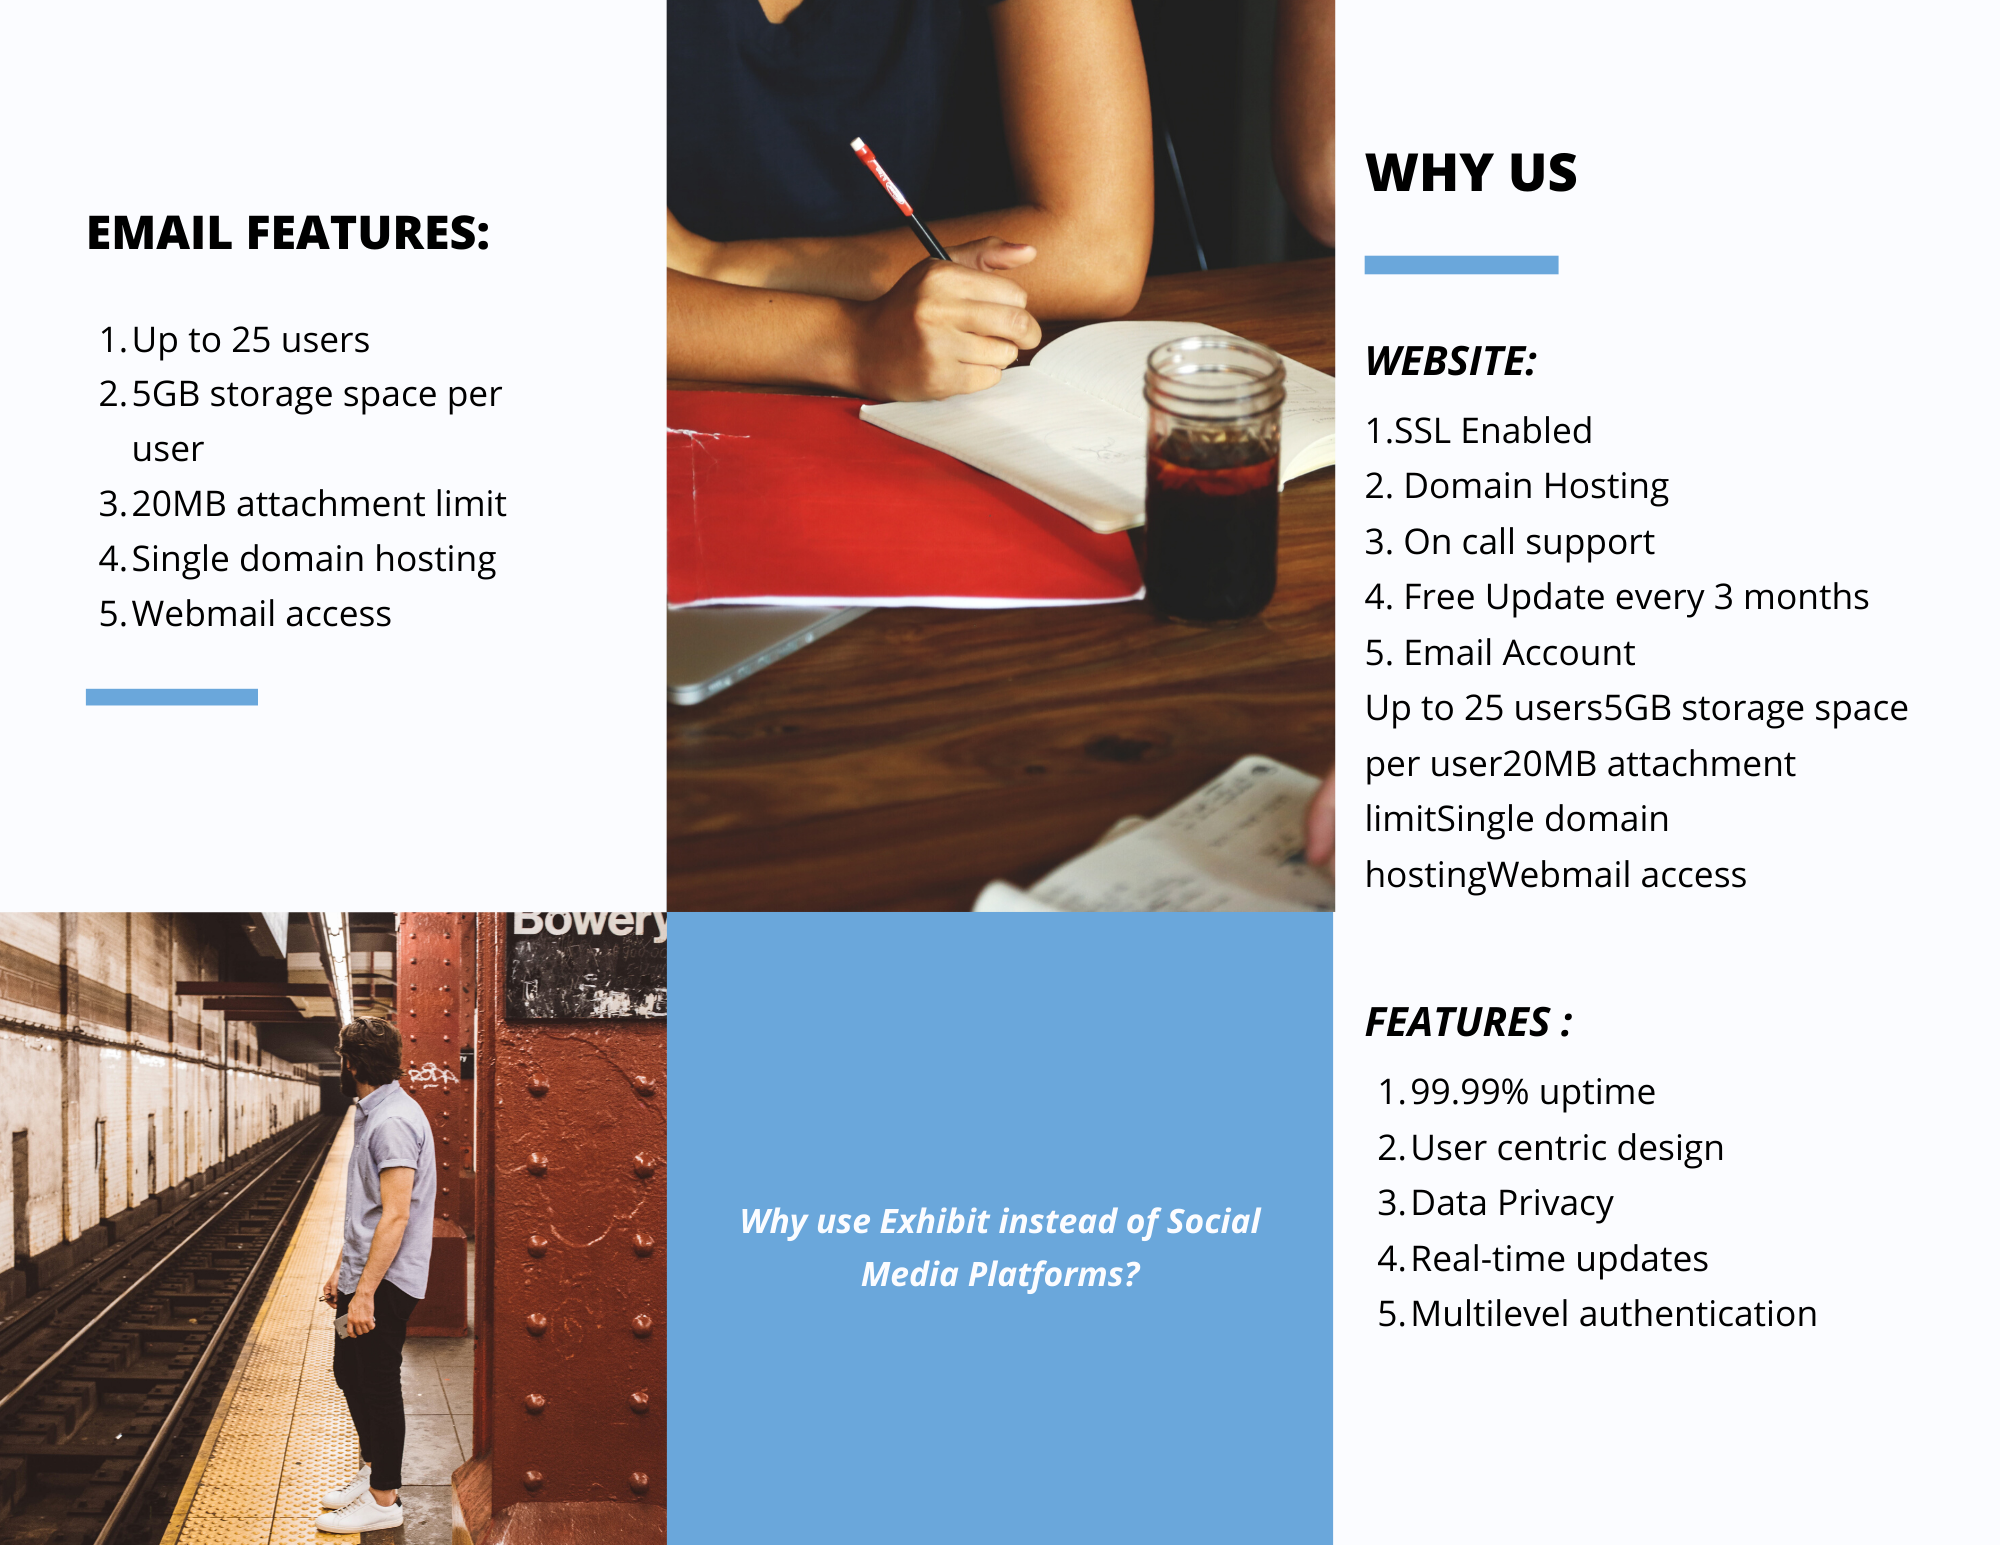 EMAIL FEATURES:
1. Up to 25 users
2. 5GB storage space per
user
3. 20MB attachment limit
4. Single domain hosting
5. Webmail access
Bowery
Why use Exhibit instead of Social
Media Platforms?
WHY US
WEBSITE:
1.SSL Enabled
2. Domain Hosting
3. On call support
4. Free Update every 3 months
5. Email Account
Up to 25 users5GB storage space
per user20MB attachment
limitSingle domain
hostingWebmail access
FEATURES :
1. 99.99% uptime
2. User centric design
3. Data Privacy
4. Real-time updates
5. Multilevel authentication